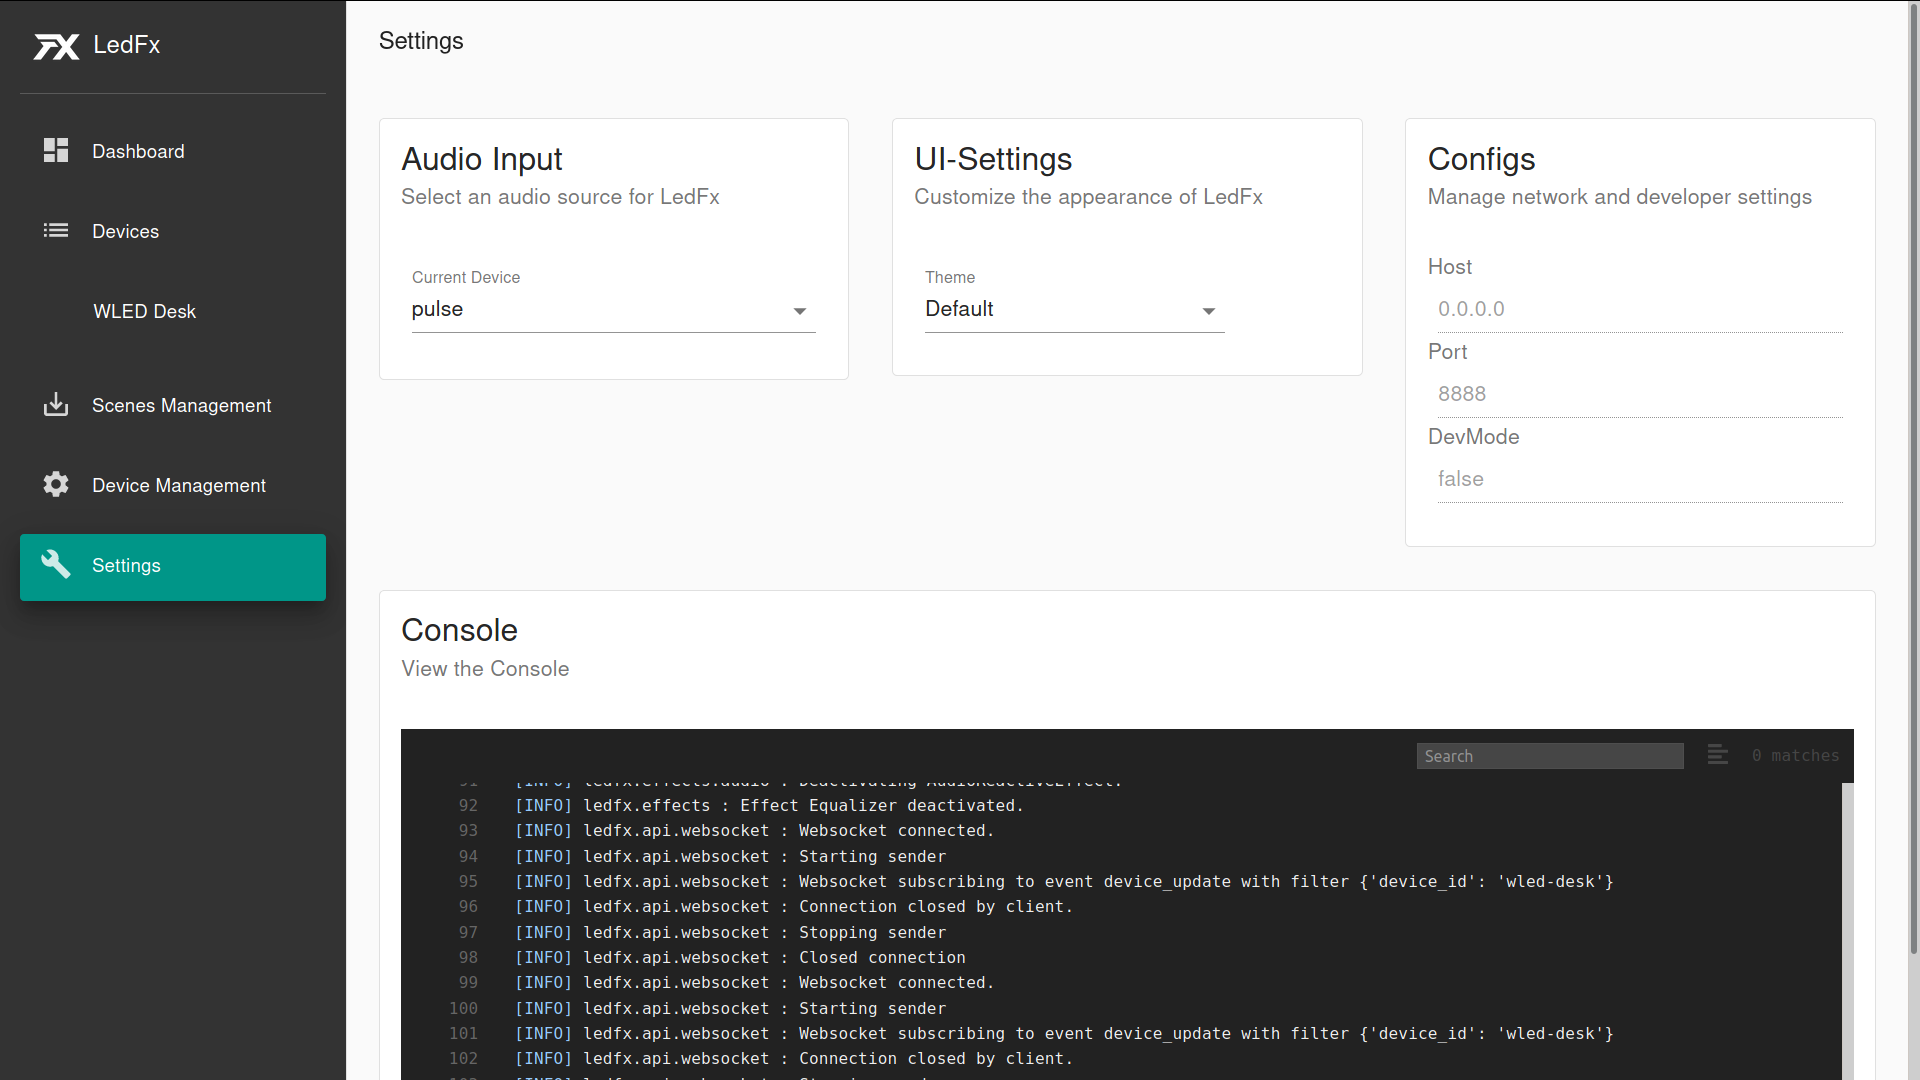 LedFx
Dashboard
Devices
WLED Desk
Scenes Management
Device Management
Settings
Settings
Audio Input
Select an audio source for LedFx
Current Device
pulse
UI-Settings
Customize the appearance of LedFx
Theme
Default
Configs
Manage network and developer settings
Host
0.0.0.0
Port
8888
DevMode
false
Console
View the Console
Search
0 matches
91 [INFO] ledfx.effects.audio : Deactivating AudioReactiveEffect.
92 [INFO] ledfx.effects : Effect Equalizer deactivated.
93 [INFO] ledfx.api.websocket : Websocket connected.
94 [INFO] ledfx.api.websocket : Starting sender
95 [INFO] ledfx.api.websocket : Websocket subscribing to event device_update with filter {'device_id': 'wled-desk'}
96 [INFO] ledfx.api.websocket : Connection closed by client.
97 [INFO] ledfx.api.websocket : Stopping sender
98 [INFO] ledfx.api.websocket : Closed connection
99 [INFO] ledfx.api.websocket : Websocket connected.
100 [INFO] ledfx.api.websocket : Starting sender
101 [INFO] ledfx.api.websocket : Websocket subscribing to event device_update with filter {'device_id': 'wled-desk'}
102 [INFO] ledfx.api.websocket : Connection closed by client.